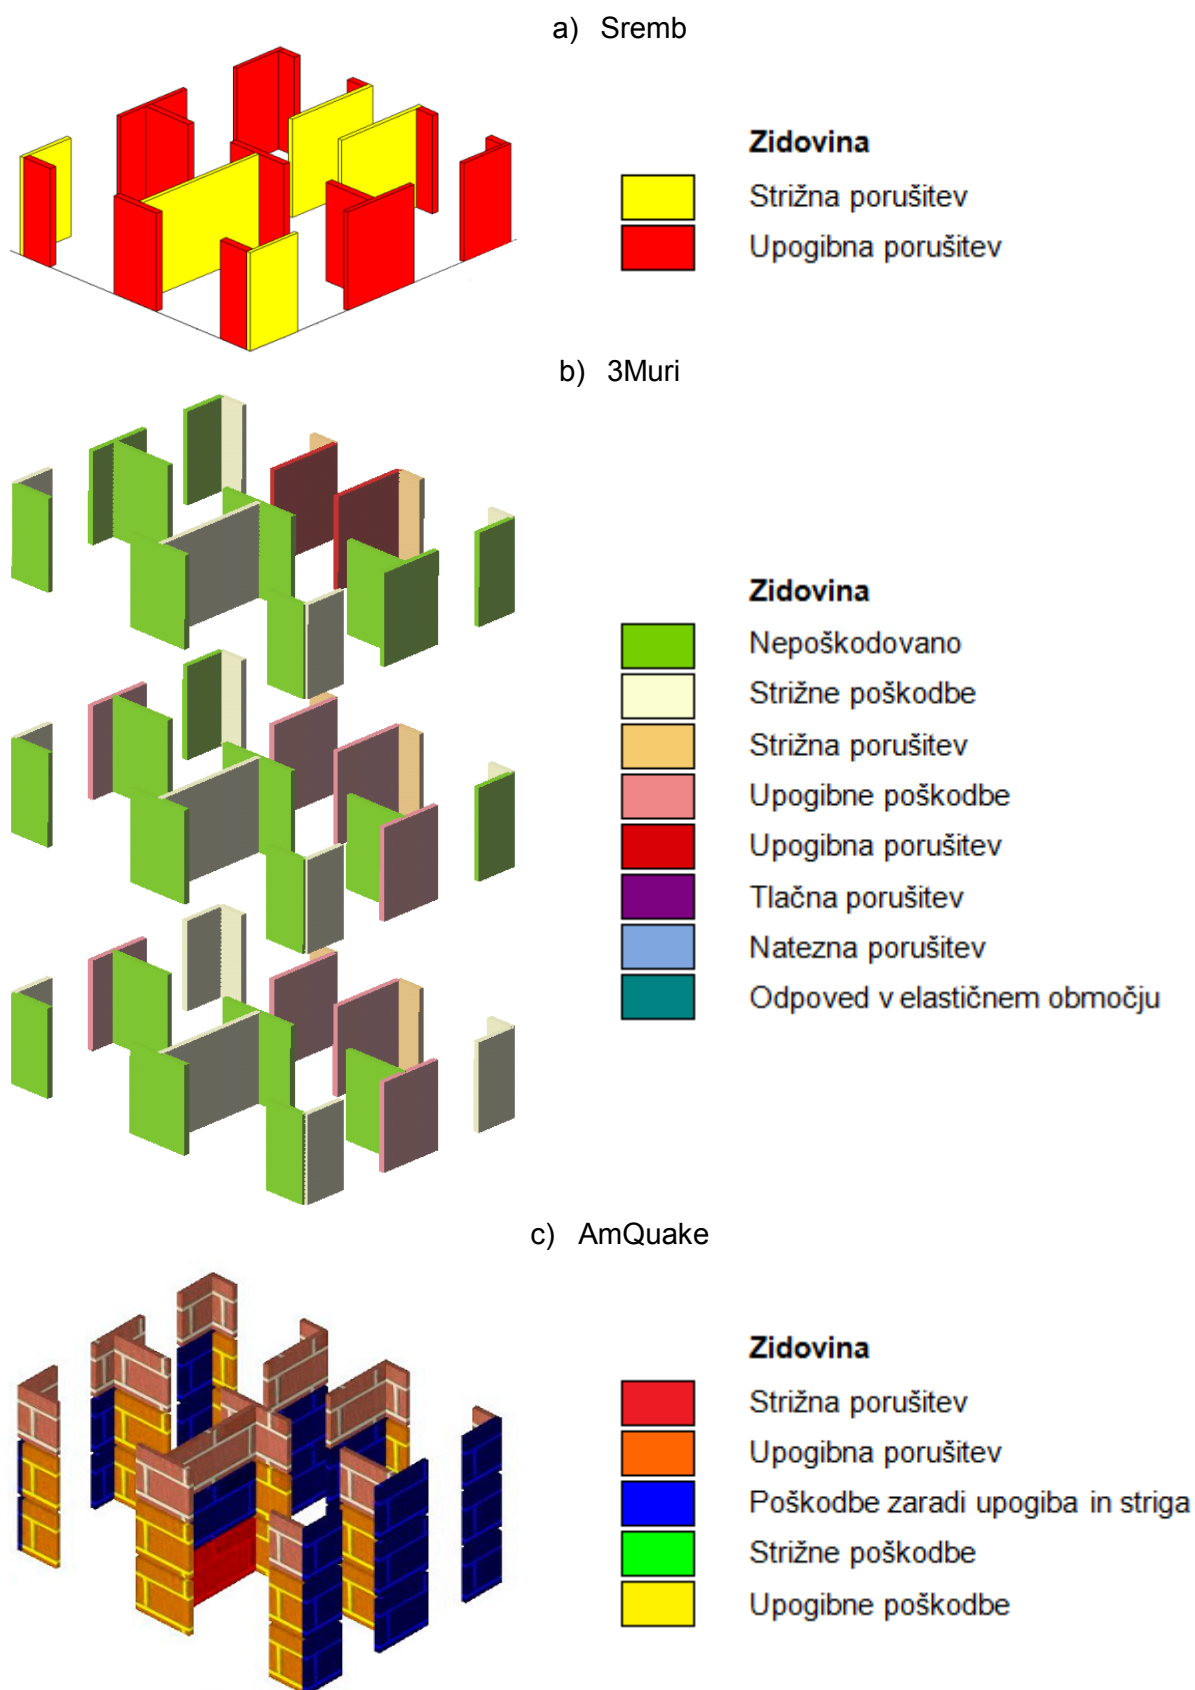 a) Sremb
Zidovina
Strižna porušitev
Upogibna porušitev
b) 3Muri
Zidovina
Nepoškodovano
Strižne poškodbe
Strižna porušitev
Upogibne poškodbe
Upogibna porušitev
Tlačna porušitev
Natezna porušitev
Odpoved v elastičnem območju
c) AmQuake
Zidovina
Strižna porušitev
Upogibna porušitev
Poškodbe zaradi upogiba in striga
Strižne poškodbe
Upogibne poškodbe